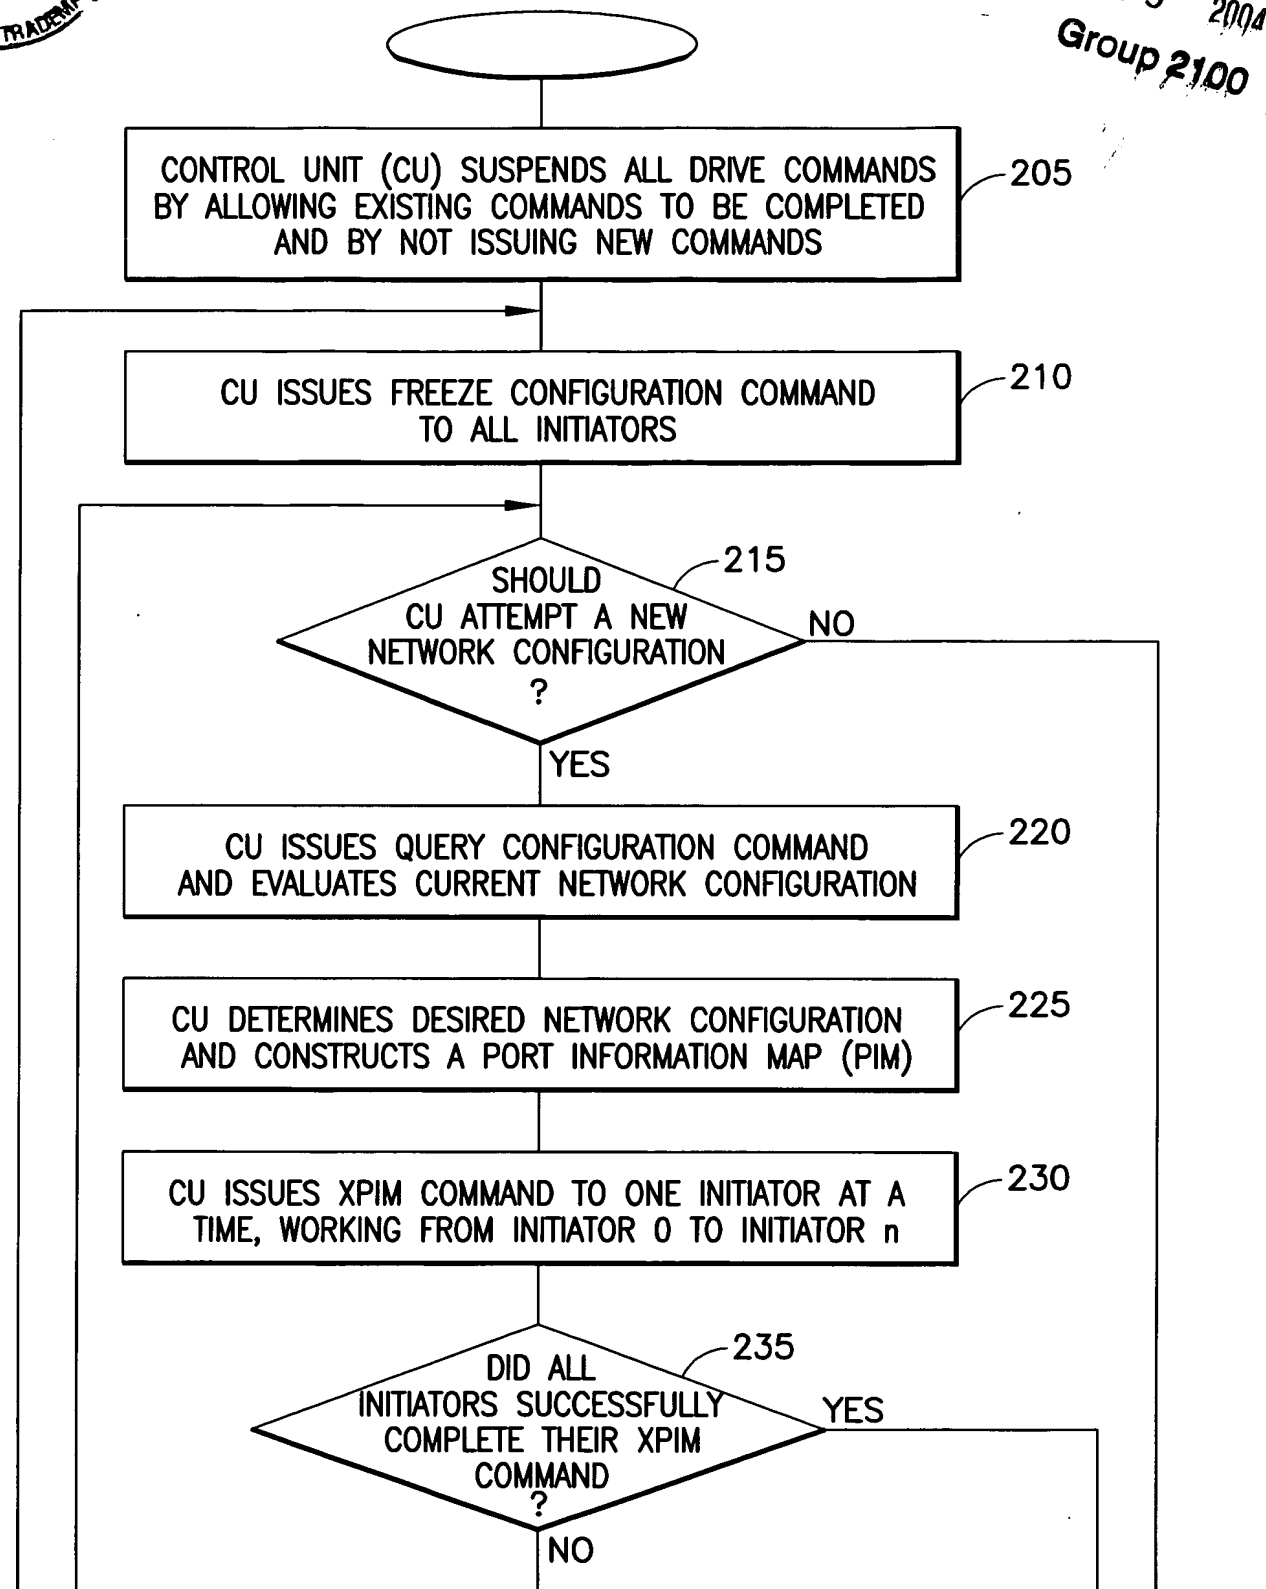 2004
Group 2100
CONTROL UNIT (CU) SUSPENDS ALL DRIVE COMMANDS
BY ALLOWING EXISTING COMMANDS TO BE COMPLETED
AND BY NOT ISSUING NEW COMMANDS
205
CU ISSUES FREEZE CONFIGURATION COMMAND
TO ALL INITIATORS
210
SHOULD
CU ATTEMPT A NEW
NETWORK CONFIGURATION
?
215
NO
YES
CU ISSUES QUERY CONFIGURATION COMMAND
AND EVALUATES CURRENT NETWORK CONFIGURATION
220
CU DETERMINES DESIRED NETWORK CONFIGURATION
AND CONSTRUCTS A PORT INFORMATION MAP (PIM)
225
CU ISSUES XPIM COMMAND TO ONE INITIATOR AT A
TIME, WORKING FROM INITIATOR 0 TO INITIATOR n
230
DID ALL
INITIATORS SUCCESSFULLY
COMPLETE THEIR XPIM
COMMAND
?
235
YES
NO